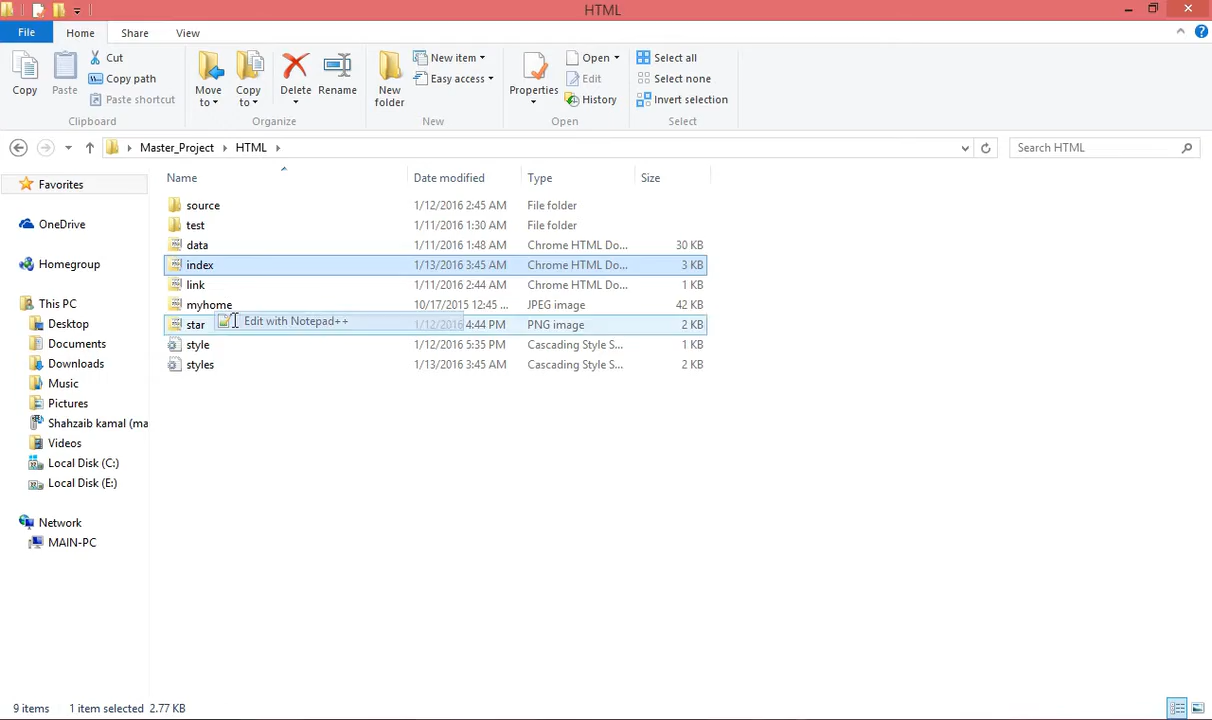 HTML
File Home Share View
Copy
Paste
Cut
Copy path
Paste shortcut
Clipboard
Move to
Copy to
Delete
Rename
Organize
New folder
New item
Easy access
New
Properties
Open
Edit
History
Open
Select all
Select none
Invert selection
Select
Master_Project HTML
Search HTML
Favorites
OneDrive
Homegroup
This PC
Desktop
Documents
Downloads
Music
Pictures
Shahzaib kamal (ma
Videos
Local Disk (C:)
Local Disk (E:)
Network
MAIN-PC
Name Date modified Type Size
source 1/12/2016 2:45 AM File folder
test 1/11/2016 1:30 AM File folder
data 1/11/2016 1:48 AM Chrome HTML Do... 30 KB
index 1/13/2016 3:45 AM Chrome HTML Do... 3 KB
link 1/11/2016 2:44 AM Chrome HTML Do... 1 KB
myhome 10/17/2015 12:45 ... JPEG image 42 KB
star 1/12/2016 4:44 PM PNG image 2 KB
Edit with Notepad++
style 1/12/2016 5:35 PM Cascading Style S... 1 KB
styles 1/13/2016 3:45 AM Cascading Style S... 2 KB
9 items 1 item selected 2.77 KB